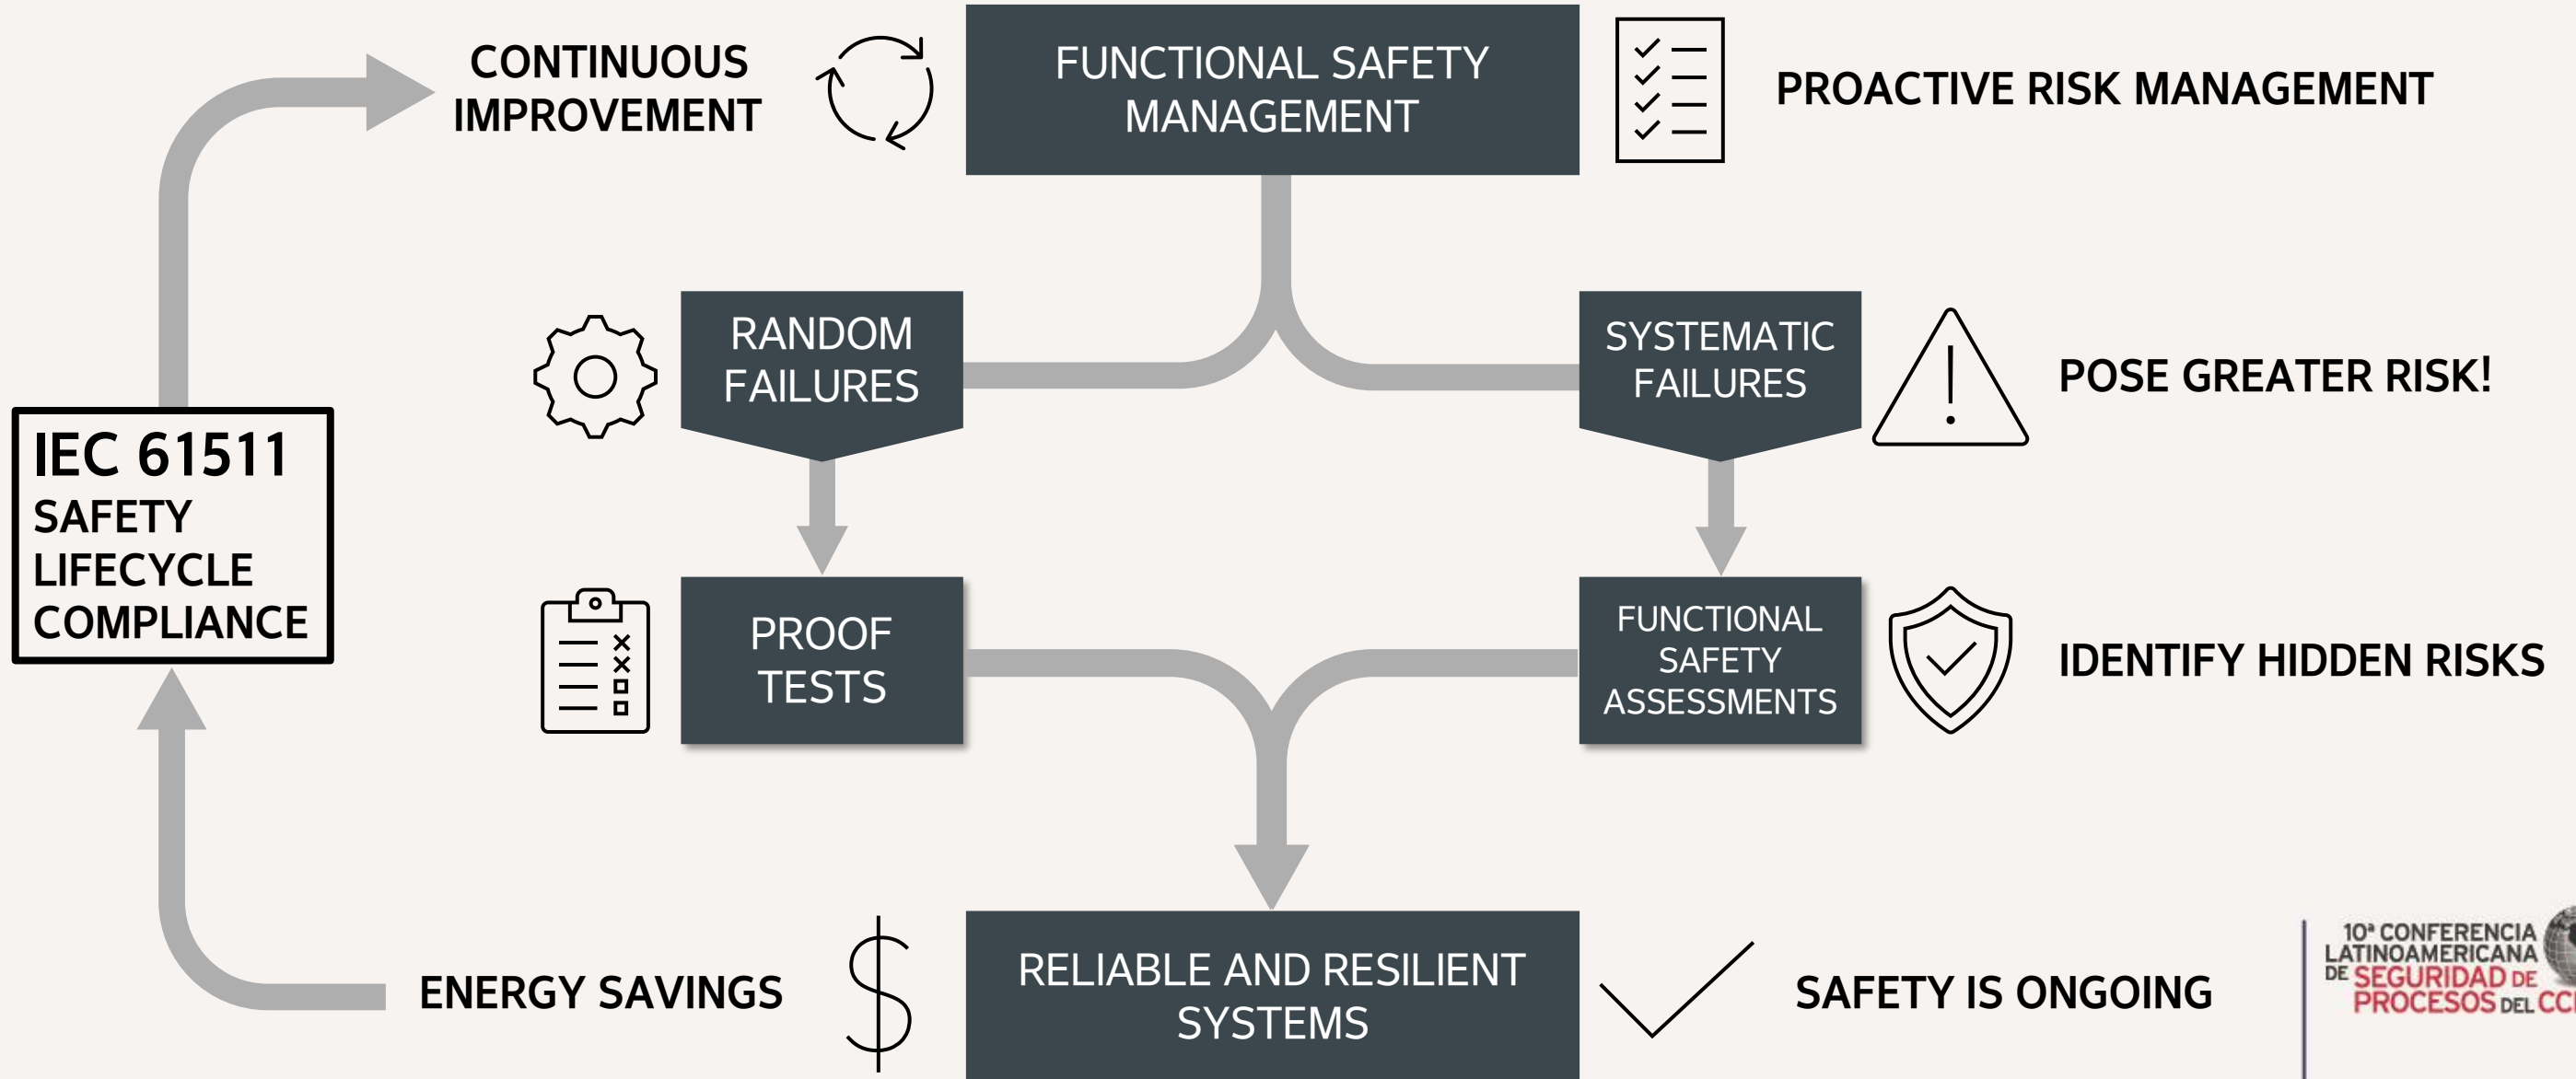 CONTINUOUS
IMPROVEMENT
FUNCTIONAL SAFETY
MANAGEMENT
PROACTIVE RISK MANAGEMENT
RANDOM
FAILURES
SYSTEMATIC
FAILURES
POSE GREATER RISK!
IEC 61511
SAFETY
LIFECYCLE
COMPLIANCE
PROOF
TESTS
FUNCTIONAL
SAFETY
ASSESSMENTS
IDENTIFY HIDDEN RISKS
ENERGY SAVINGS
RELIABLE AND RESILIENT
SYSTEMS
SAFETY IS ONGOING
10ª CONFERENCIA
LATINOAMERICANA
DE SEGURIDAD DE
PROCESOS DEL